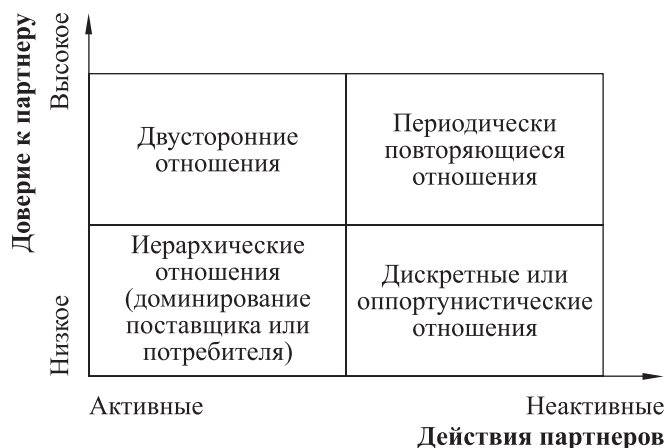 Доверие к партнеру
Высокое
Низкое
Двусторонние
отношения
Периодически
повторяющиеся
отношения
Иерархические
отношения
(доминирование
поставщика или
потребителя)
Дискретные или
оппортунистические
отношения
Активные
Неактивные
Действия партнеров